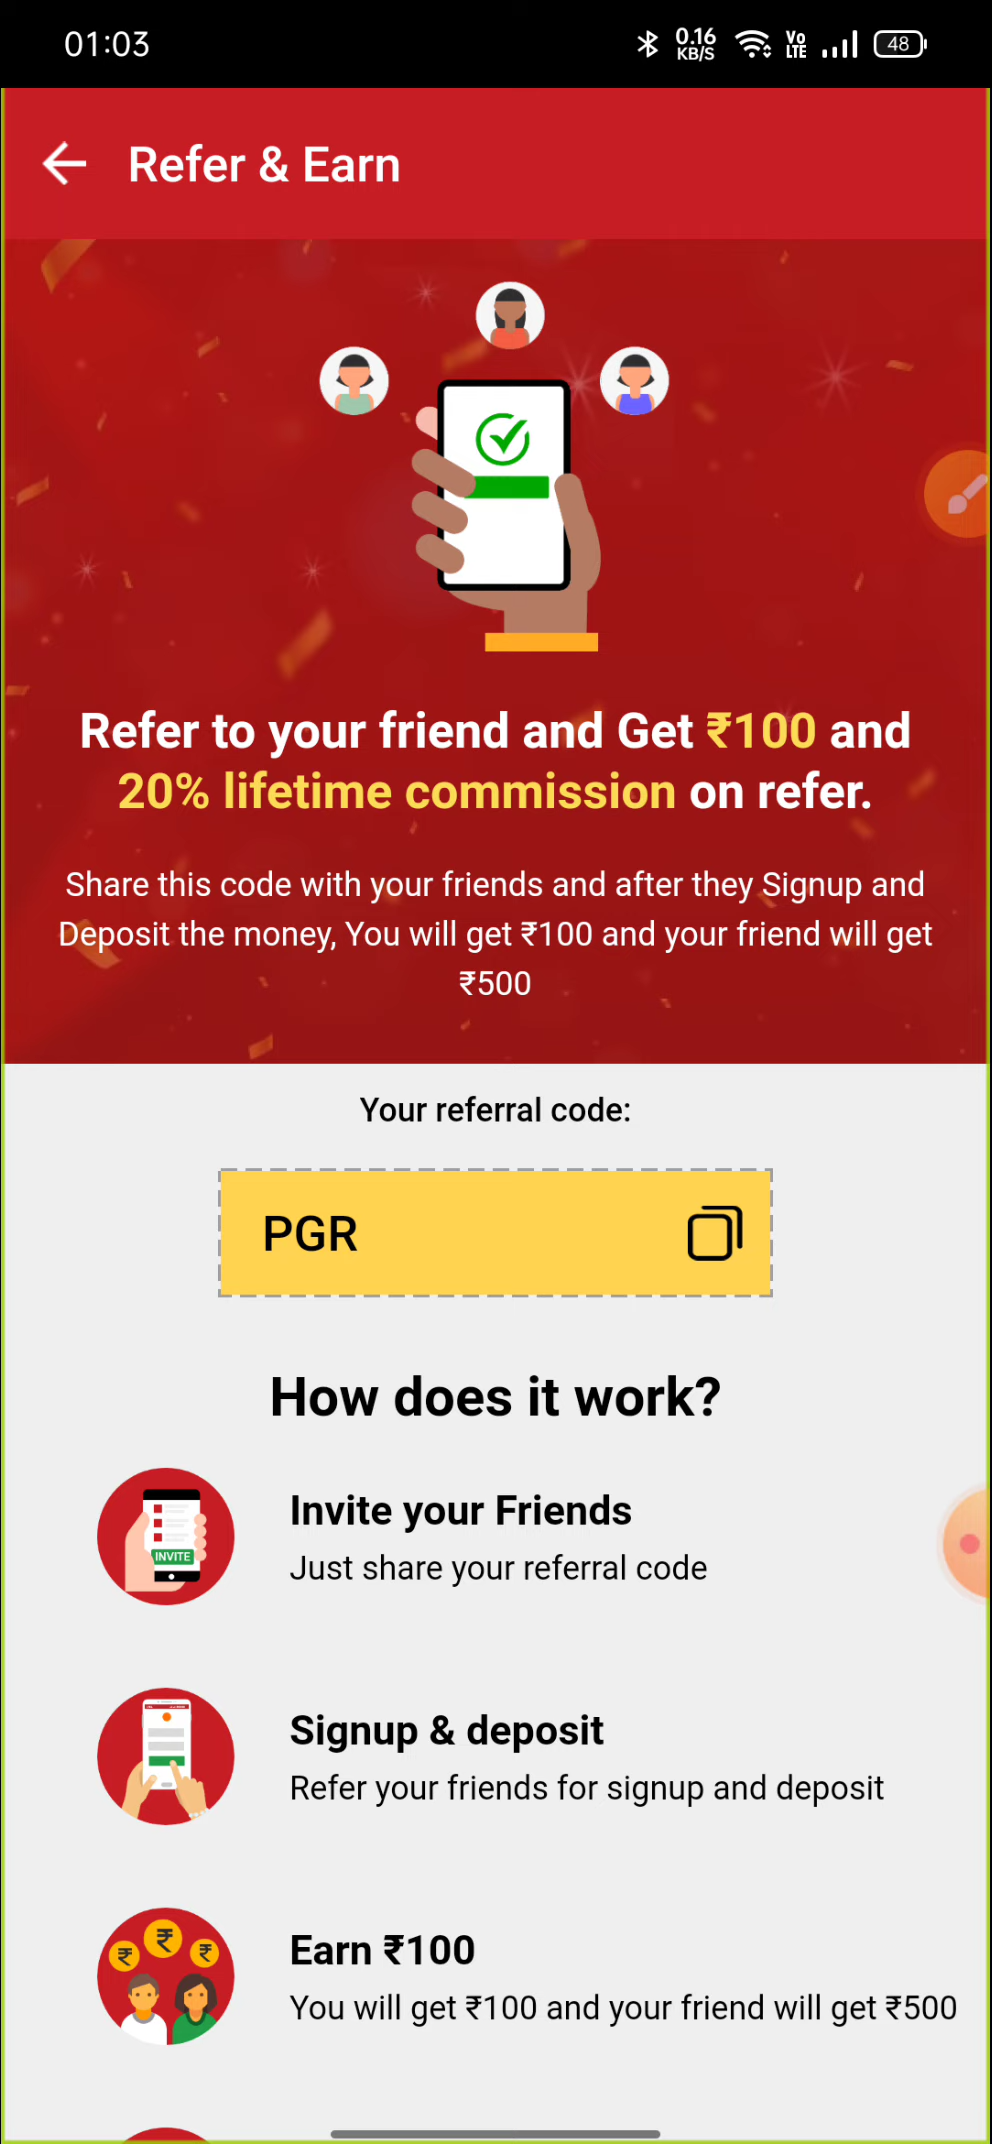 01:03
0.16
KB/S
Vo
LTE
48
Refer & Earn
Refer to your friend and Get ₹100 and
20% lifetime commission on refer.
Share this code with your friends and after they Signup and
Deposit the money, You will get ₹100 and your friend will get
₹500
Your referral code:
PGR
How does it work?
INVITE
Invite your Friends
Just share your referral code
Signup & deposit
Refer your friends for signup and deposit
₹ ₹ ₹
Earn ₹100
You will get ₹100 and your friend will get ₹500